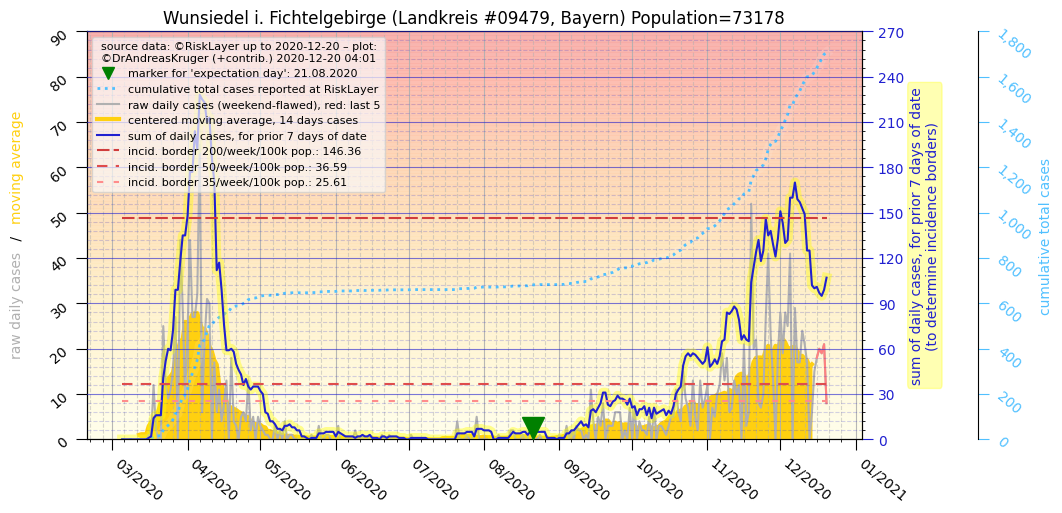 Wunsiedel i. Fichtelgebirge (Landkreis #09479, Bayern) Population=73178
source data: ©RiskLayer up to 2020-12-20 – plot:
©DrAndreasKruger (+contrib.) 2020-12-20 04:01
marker for 'expectation day': 21.08.2020
cumulative total cases reported at RiskLayer
raw daily cases (weekend-flawed), red: last 5
centered moving average, 14 days cases
sum of daily cases, for prior 7 days of date
incid. border 200/week/100k pop.: 146.36
incid. border 50/week/100k pop.: 36.59
incid. border 35/week/100k pop.: 25.61
raw daily cases / moving average
90
80
70
60
50
40
30
20
10
0
270
240
210
180
150
120
90
60
30
0
sum of daily cases, for prior 7 days of date
(to determine incidence borders)
1,800
1,600
1,400
1,200
1,000
800
600
400
200
0
cumulative total cases
03/2020
04/2020
05/2020
06/2020
07/2020
08/2020
09/2020
10/2020
11/2020
12/2020
01/2021